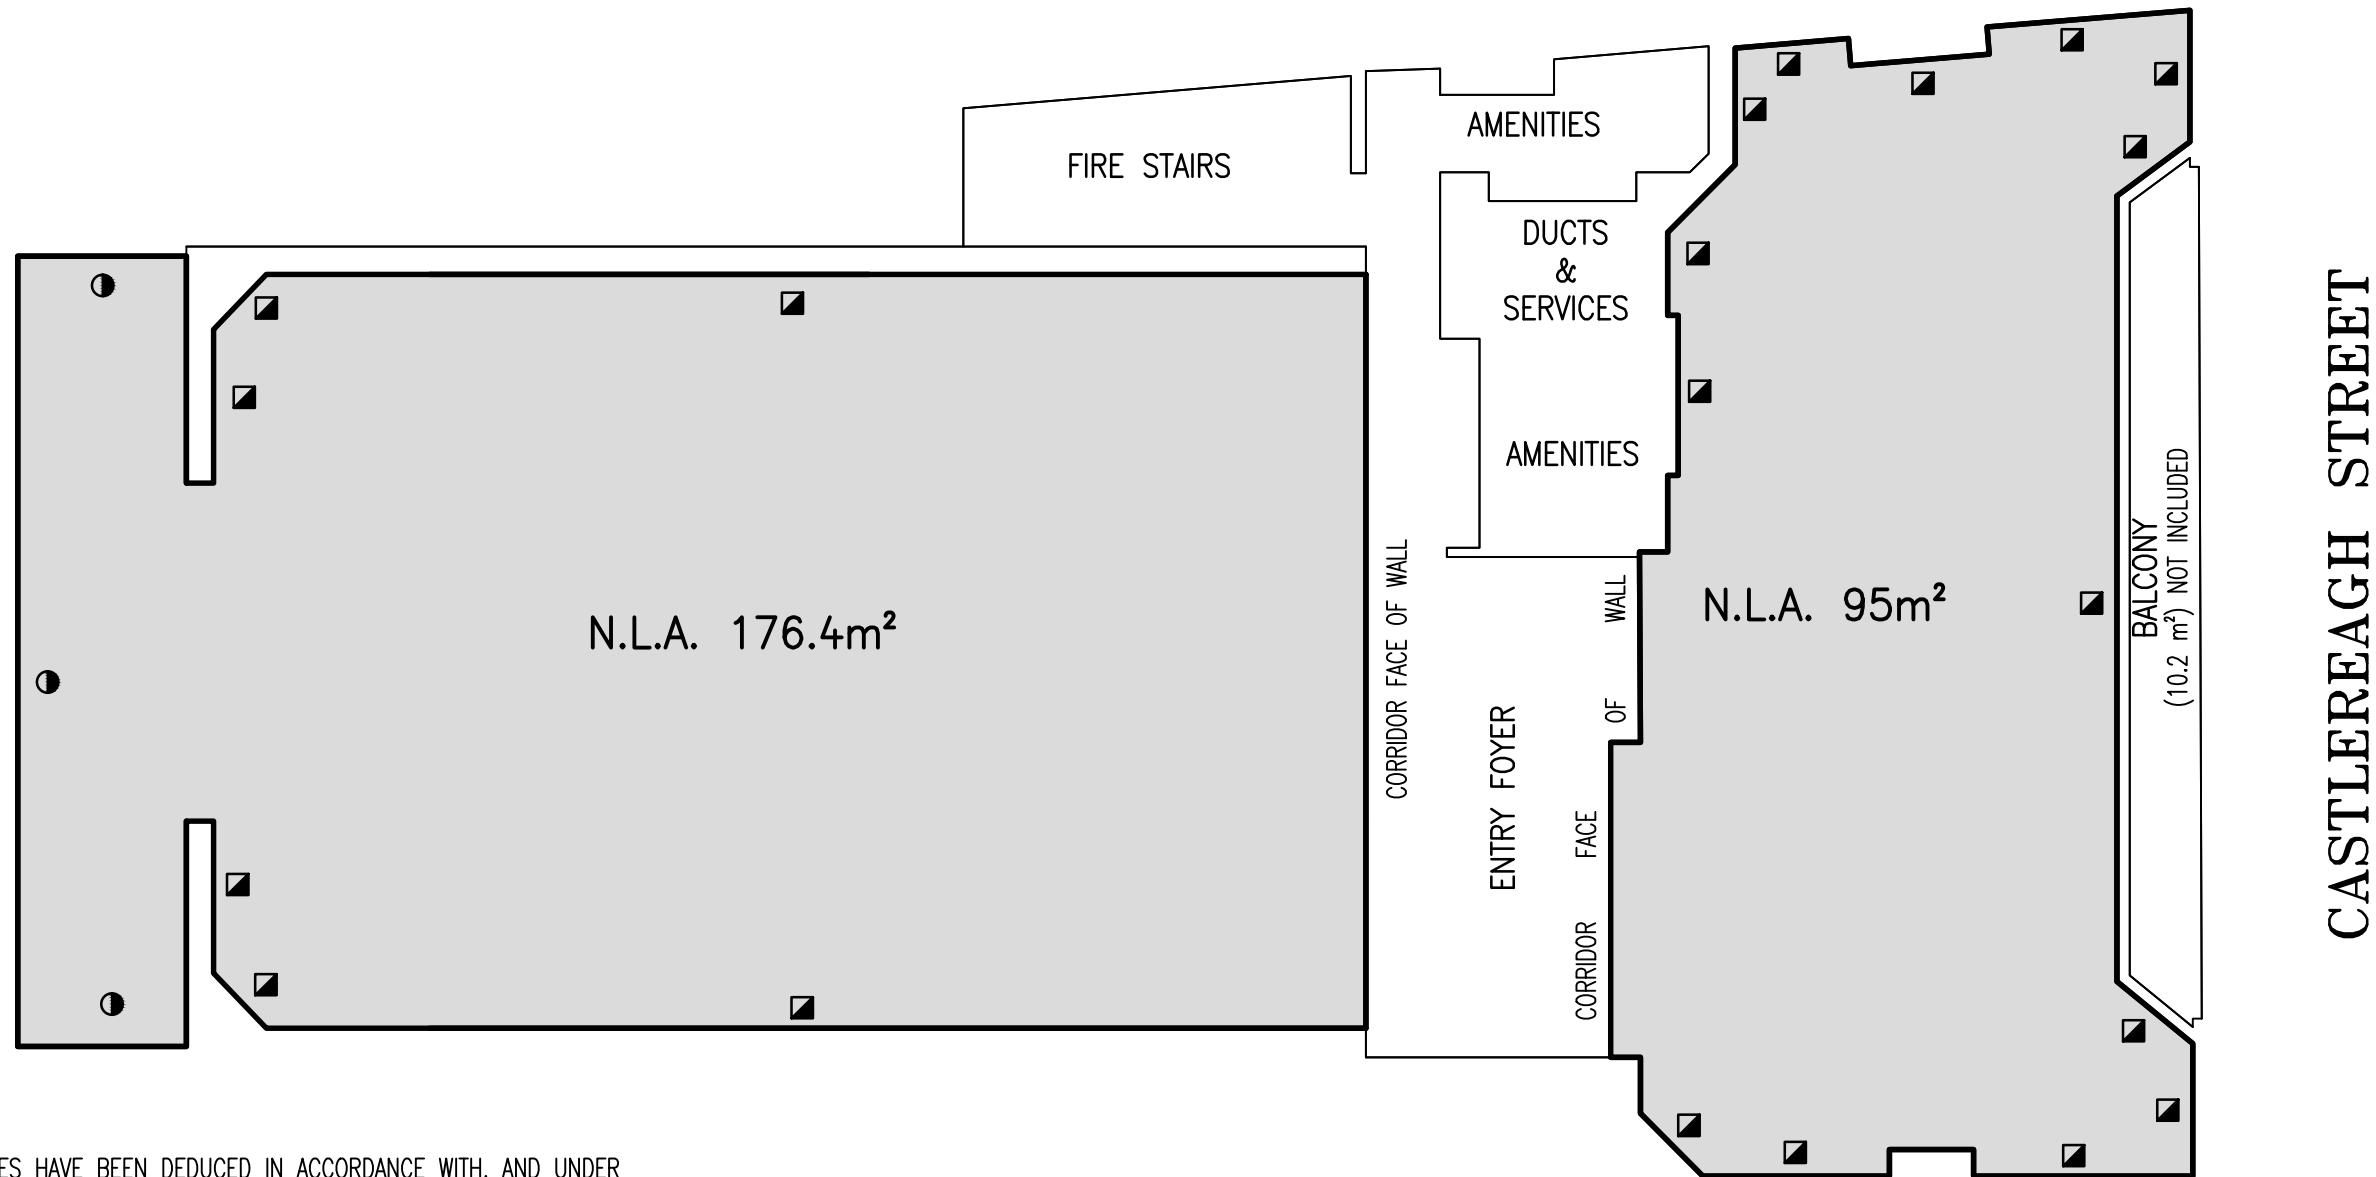 AMENITIES
FIRE STAIRS
DUCTS
&
SERVICES
AMENITIES
CORRIDOR FACE OF WALL
ENTRY FOYER
CORRIDOR FACE OF WALL
N.L.A. 176.4m²
N.L.A. 95m²
BALCONY
(10.2 m²) NOT INCLUDED
CASTLEREAGH STREET
HAVE BEEN DEDUCED IN ACCORDANCE WITH, AND UNDER